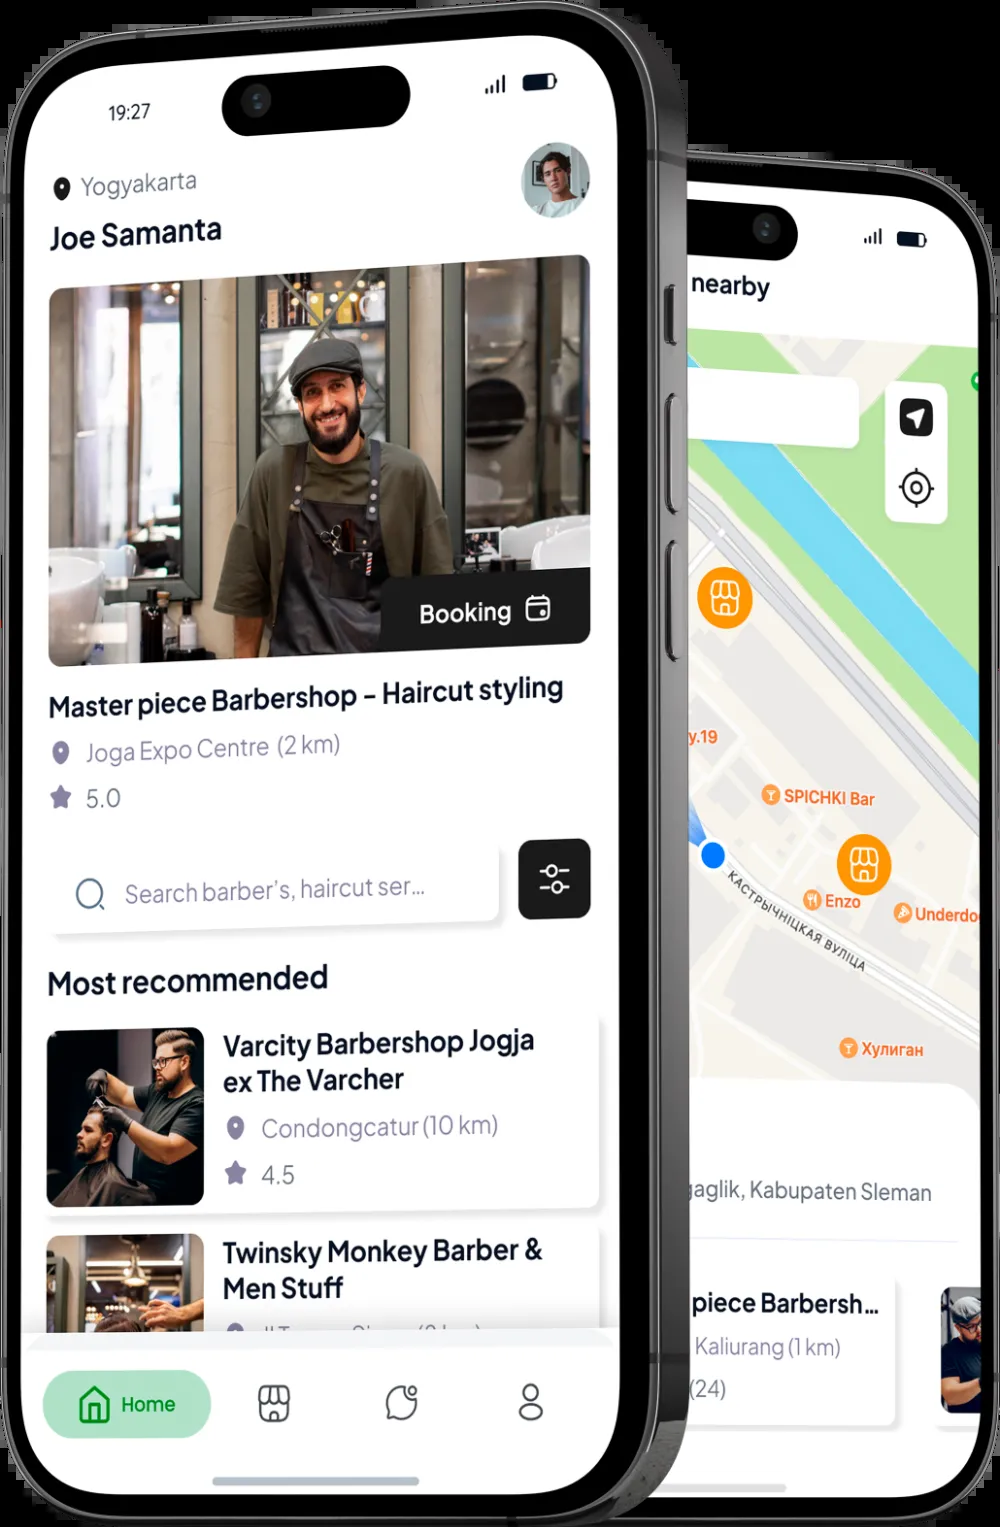 19:27
Yogyakarta
Joe Samanta
Booking
Master piece Barbershop - Haircut styling
Joga Expo Centre (2 km)
5.0
Search barber's, haircut ser...
Most recommended
Varcity Barbershop Jogja
ex The Varcher
Condongcatur (10 km)
4.5
Twinsky Monkey Barber &
Men Stuff
Home
nearby
y.19
SPICHKI Bar
Enzo
Underdo
КАСТРЫЧНІЦКАЯ ВУЛІЦА
Хулиган
gaglik, Kabupaten Sleman
piece Barbersh...
Kaliurang (1 km)
(24)